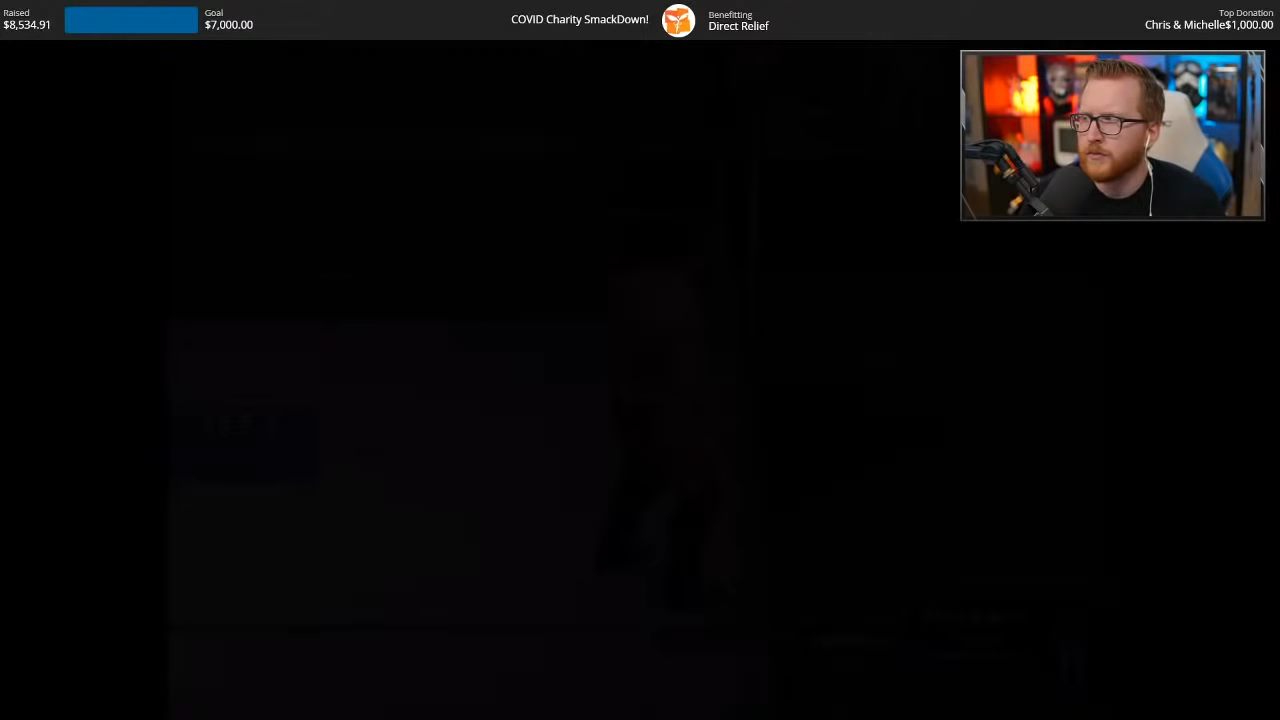 Raised
$8,534.91
Goal
$7,000.00
COVID Charity SmackDown!
Benefitting
Direct Relief
Top Donation
Chris & Michelle$1,000.00